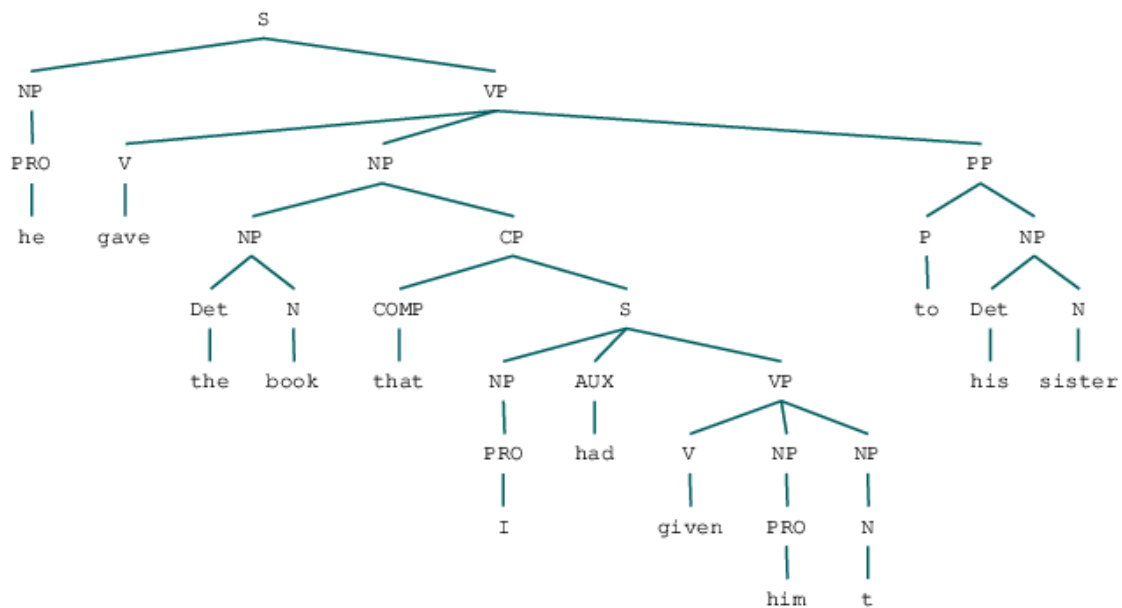 S
NP VP
PRO V NP PP
he gave NP CP P NP
Det N COMP S to Det N
the book that NP AUX VP his sister
PRO had V NP NP
I given PRO N
him t